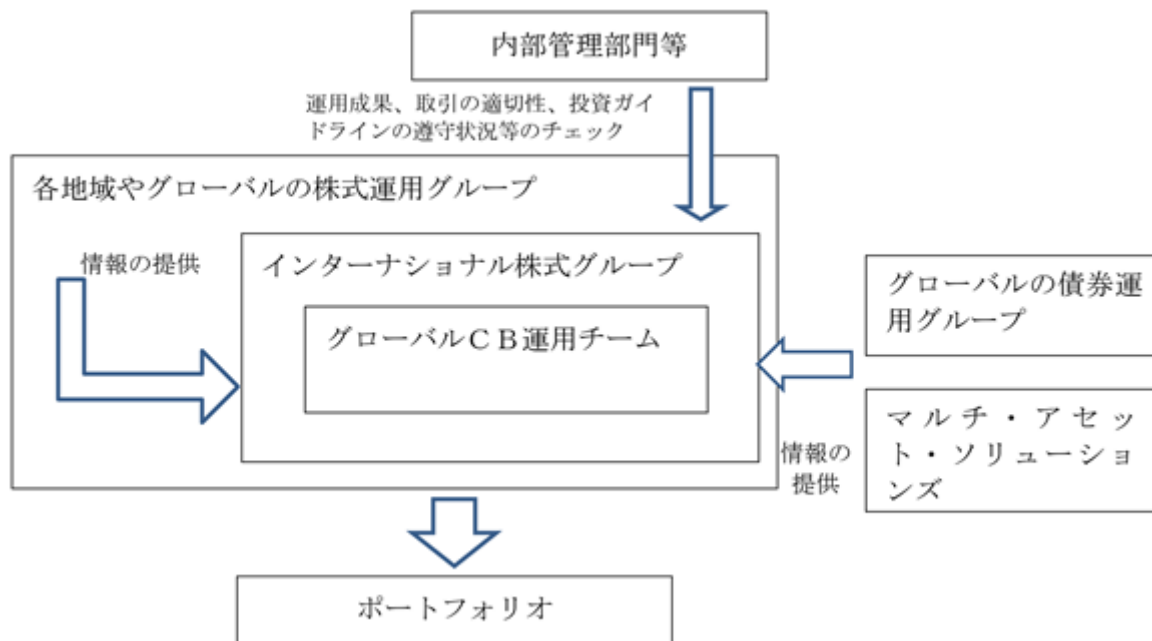 内部管理部門等
運用成果、取引の適切性、投資ガイ
ドラインの遵守状況等のチェック
各地域やグローバルの株式運用グループ
情報の提供
インターナショナル株式グループ
グローバルＣＢ運用チーム
グローバルの債券運
用グループ
マルチ・アセッ
ト・ソリューショ
ンズ
情報の
提供
ポートフォリオ